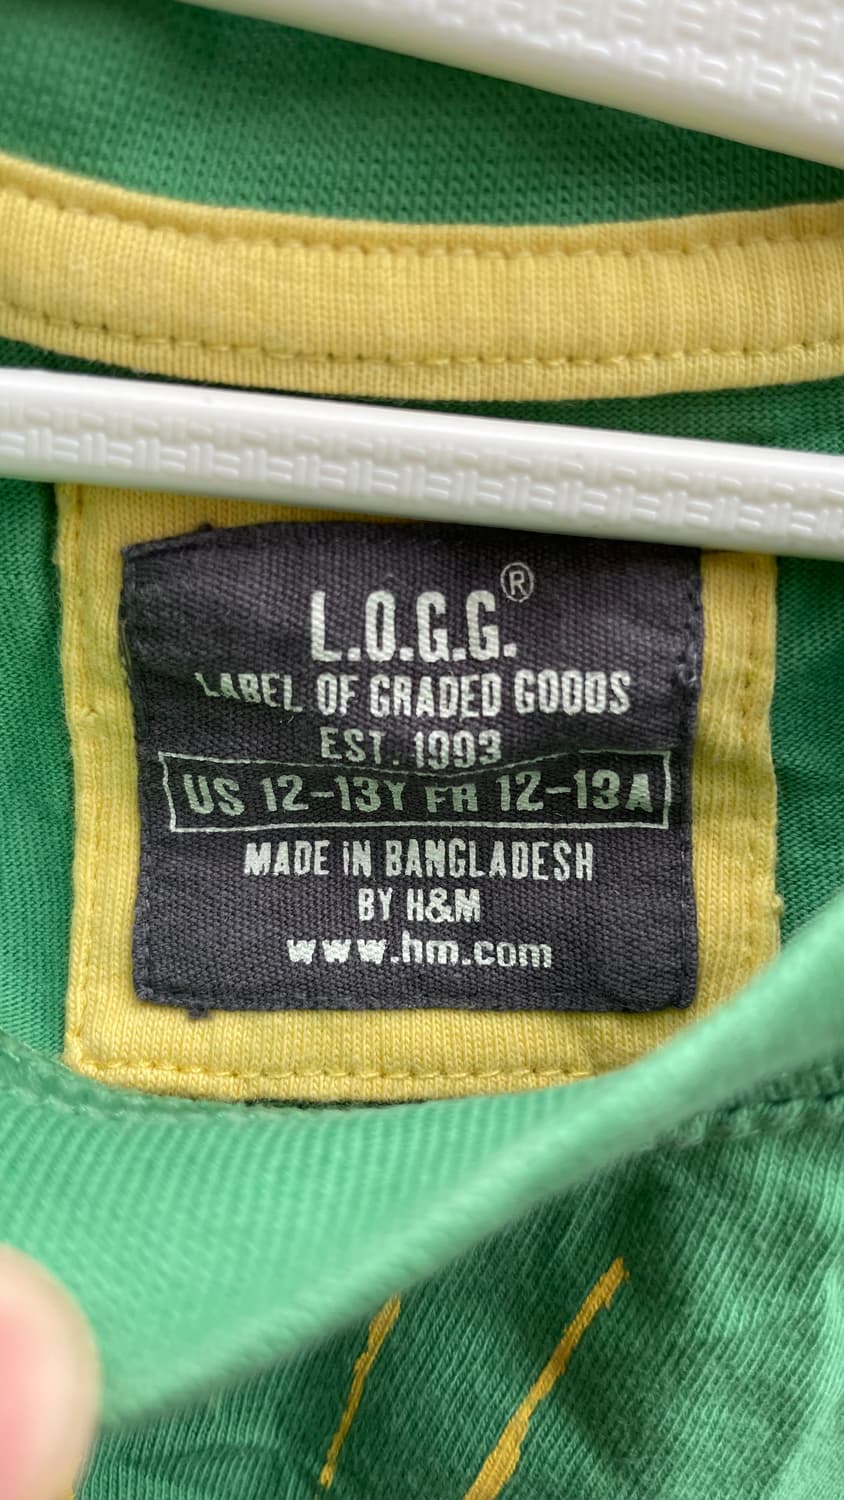 L.O.G.G.®
LABEL OF GRADED GOODS
EST. 1993
US 12-13Y FR 12-13A
MADE iN BANGLADESH
BY H&M
www.hm.com